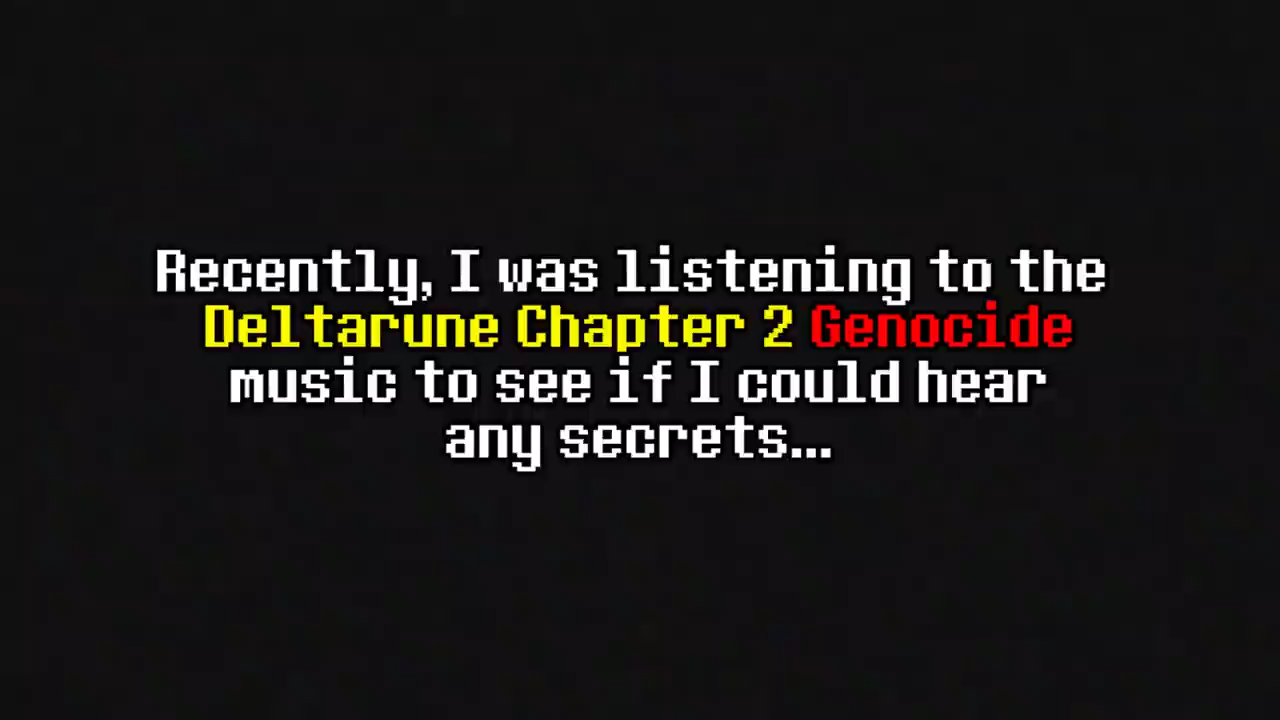 Recently, I was listening to the
Deltarune Chapter 2 Genocide
music to see if I could hear
any secrets...